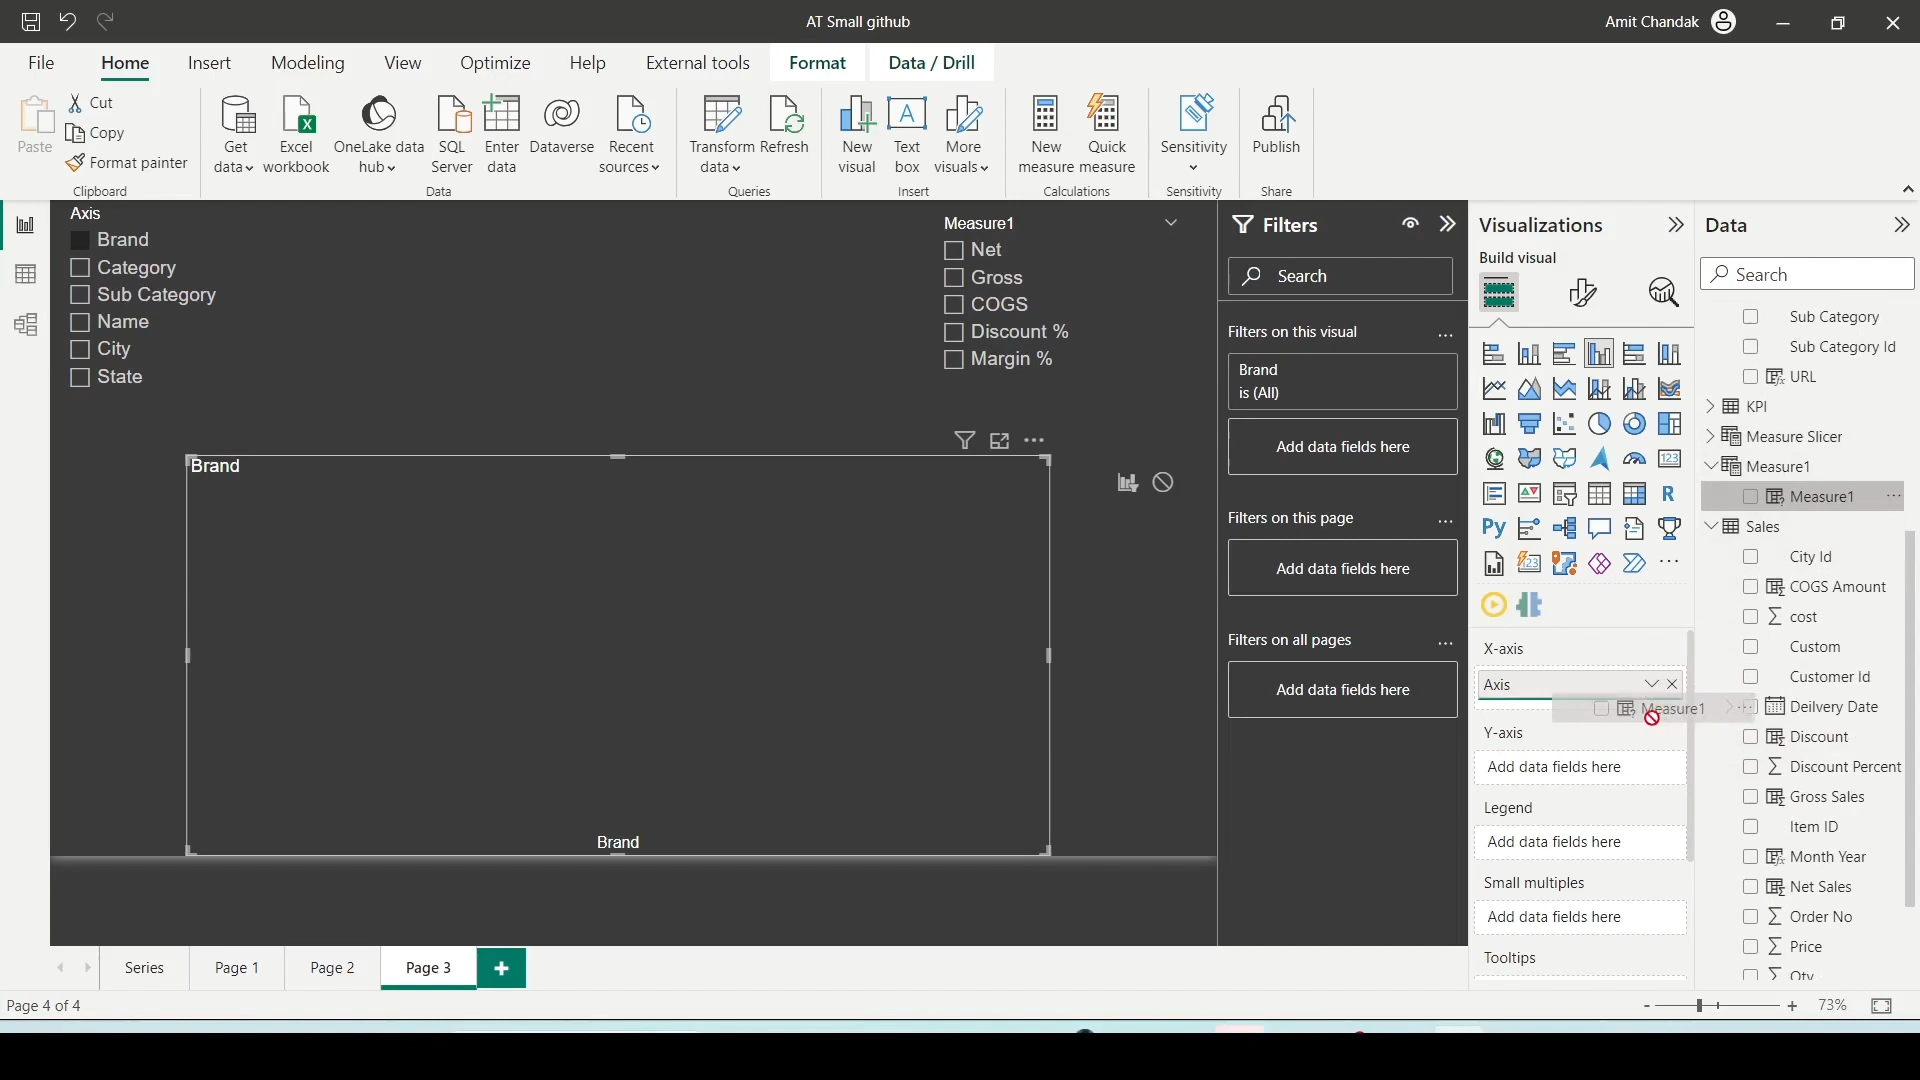 AT Small github
Amit Chandak
File
Home
Insert
Modeling
View
Optimize
Help
External tools
Format
Data / Drill
Paste
Cut
Copy
Format painter
Clipboard
Get
data
Excel
workbook
OneLake data
hub
SQL
Server
Enter
data
Dataverse
Recent
sources
Data
Transform
data
Refresh
Queries
New
visual
Text
box
More
visuals
Insert
New
measure
Quick
measure
Calculations
Sensitivity
Sensitivity
Publish
Share
Axis
Brand
Category
Sub Category
Name
City
State
Measure1
Net
Gross
COGS
Discount %
Margin %
Brand
Brand
Filters
Search
Filters on this visual
Brand
is (All)
Add data fields here
Filters on this page
Add data fields here
Filters on all pages
Add data fields here
Visualizations
Build visual
123
R
Py
123
X-axis
Axis
Measure1
Y-axis
Add data fields here
Legend
Add data fields here
Small multiples
Add data fields here
Tooltips
Data
Search
Sub Category
Sub Category Id
URL
KPI
Measure Slicer
Measure1
Measure1
Sales
City Id
COGS Amount
cost
Custom
Customer Id
Deilvery Date
Discount
Discount Percent
Gross Sales
Item ID
Month Year
Net Sales
Order No
Price
Qty
Series
Page 1
Page 2
Page 3
Page 4 of 4
73%